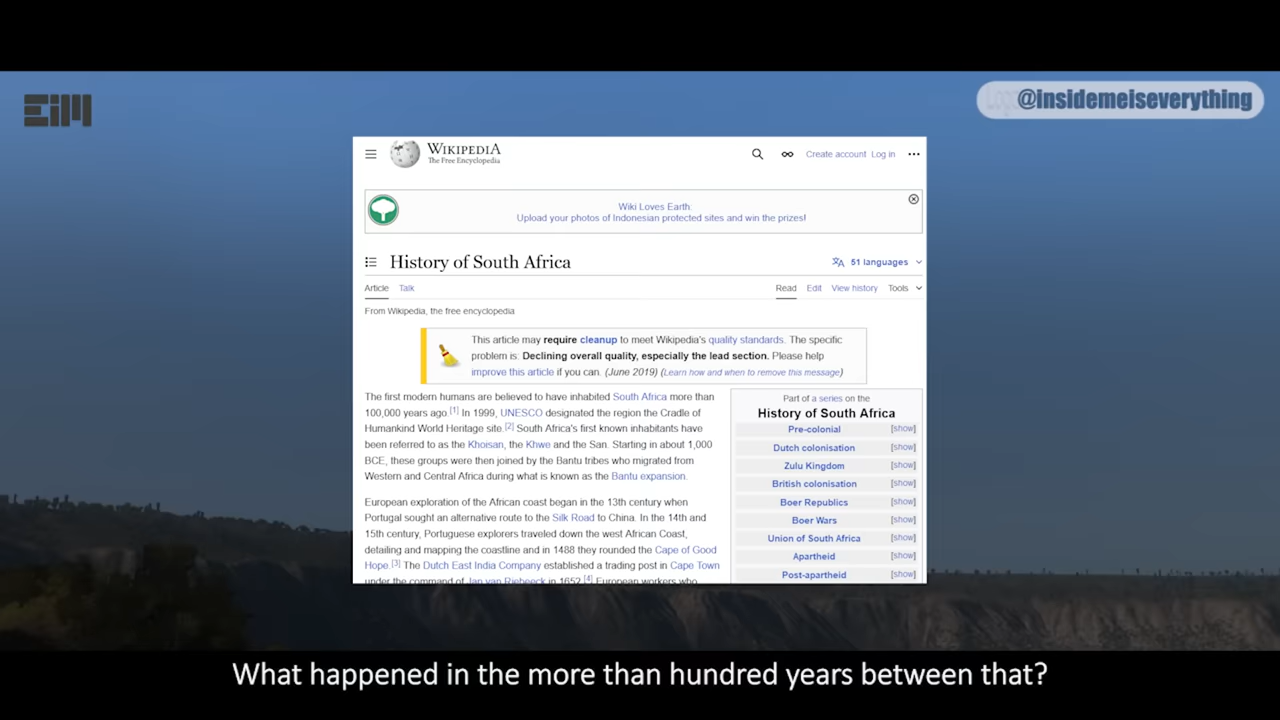 @insidemeiseverything
WIKIPEDIA
The Free Encyclopedia
Create account Log in
Wiki Loves Earth:
Upload your photos of Indonesian protected sites and win the prizes!
History of South Africa
51 languages
Article Talk
Read Edit View history Tools
From Wikipedia, the free encyclopedia
This article may require cleanup to meet Wikipedia's quality standards. The specific
problem is: Declining overall quality, especially the lead section. Please help
improve this article if you can. (June 2019) (Learn how and when to remove this message)
The first modern humans are believed to have inhabited South Africa more than
100,000 years ago.[1] In 1999, UNESCO designated the region the Cradle of
Humankind World Heritage site.[2] South Africa's first known inhabitants have
been referred to as the Khoisan, the Khwe and the San. Starting in about 1,000
BCE, these groups were then joined by the Bantu tribes who migrated from
Western and Central Africa during what is known as the Bantu expansion.
European exploration of the African coast began in the 13th century when
Portugal sought an alternative route to the Silk Road to China. In the 14th and
15th century, Portuguese explorers traveled down the west African Coast,
detailing and mapping the coastline and in 1488 they rounded the Cape of Good
Hope.[3] The Dutch East India Company established a trading post in Cape Town
under the command of Jan van Riebeeck in 1652.[4] European workers who
Part of a series on the
History of South Africa
Pre-colonial [show]
Dutch colonisation [show]
Zulu Kingdom [show]
British colonisation [show]
Boer Republics [show]
Boer Wars [show]
Union of South Africa [show]
Apartheid [show]
Post-apartheid [show]
What happened in the more than hundred years between that?